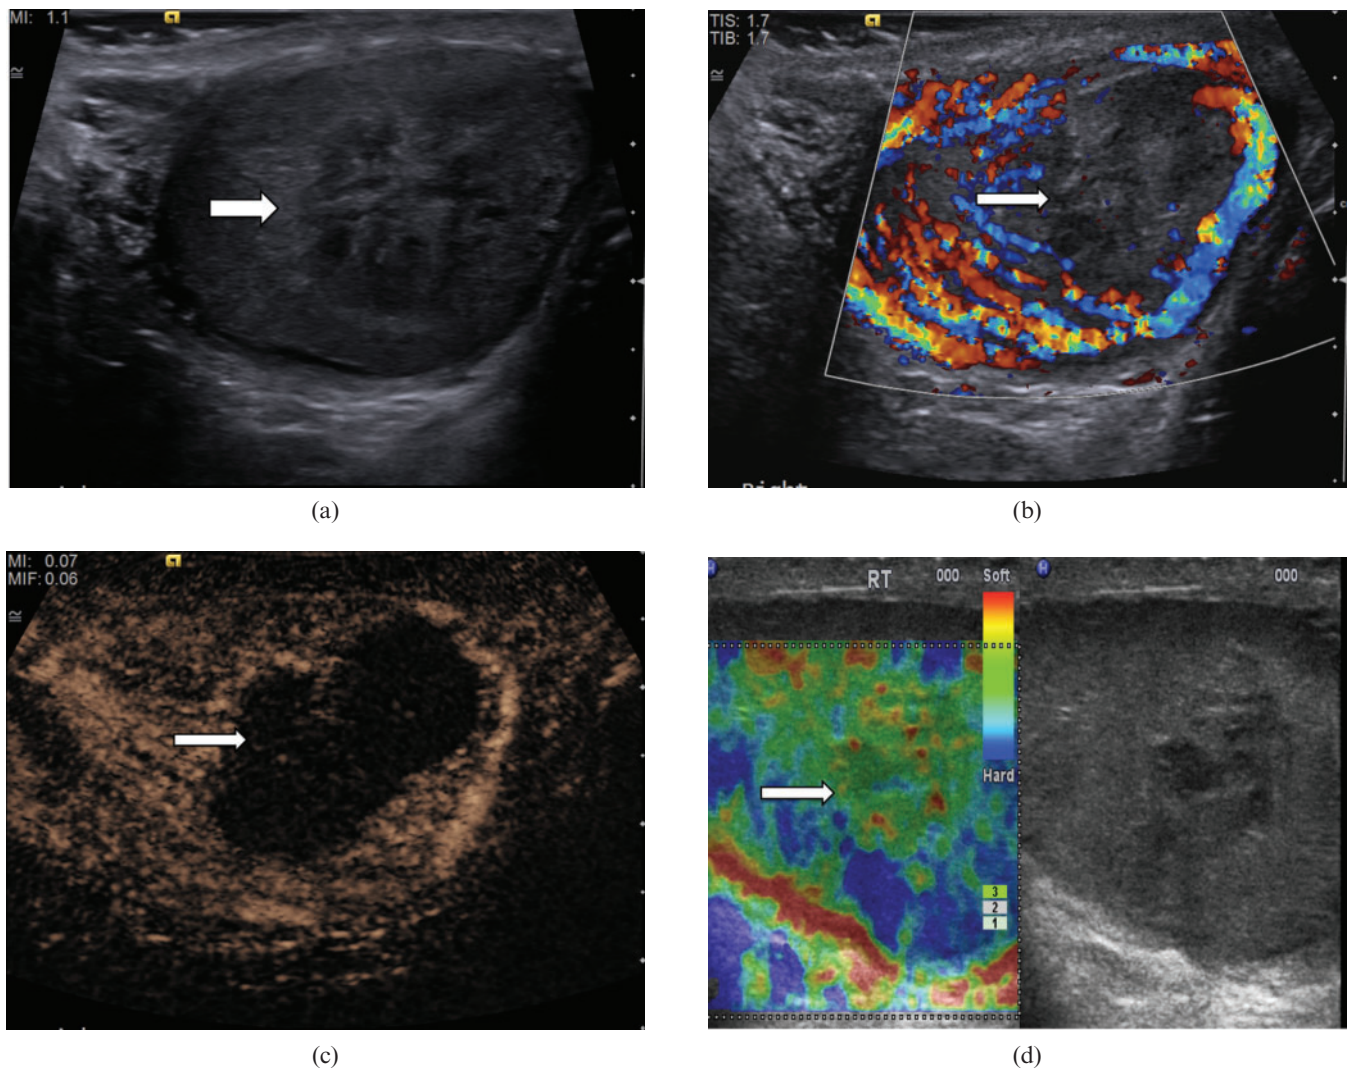 MI: 1.1
(a)
TIS: 1.7
TIB: 1.7
Right
(b)
MI: 0.07
MIF: 0.06
(c)
RT 000 Soft 000
Hard
3
2
1
(d)